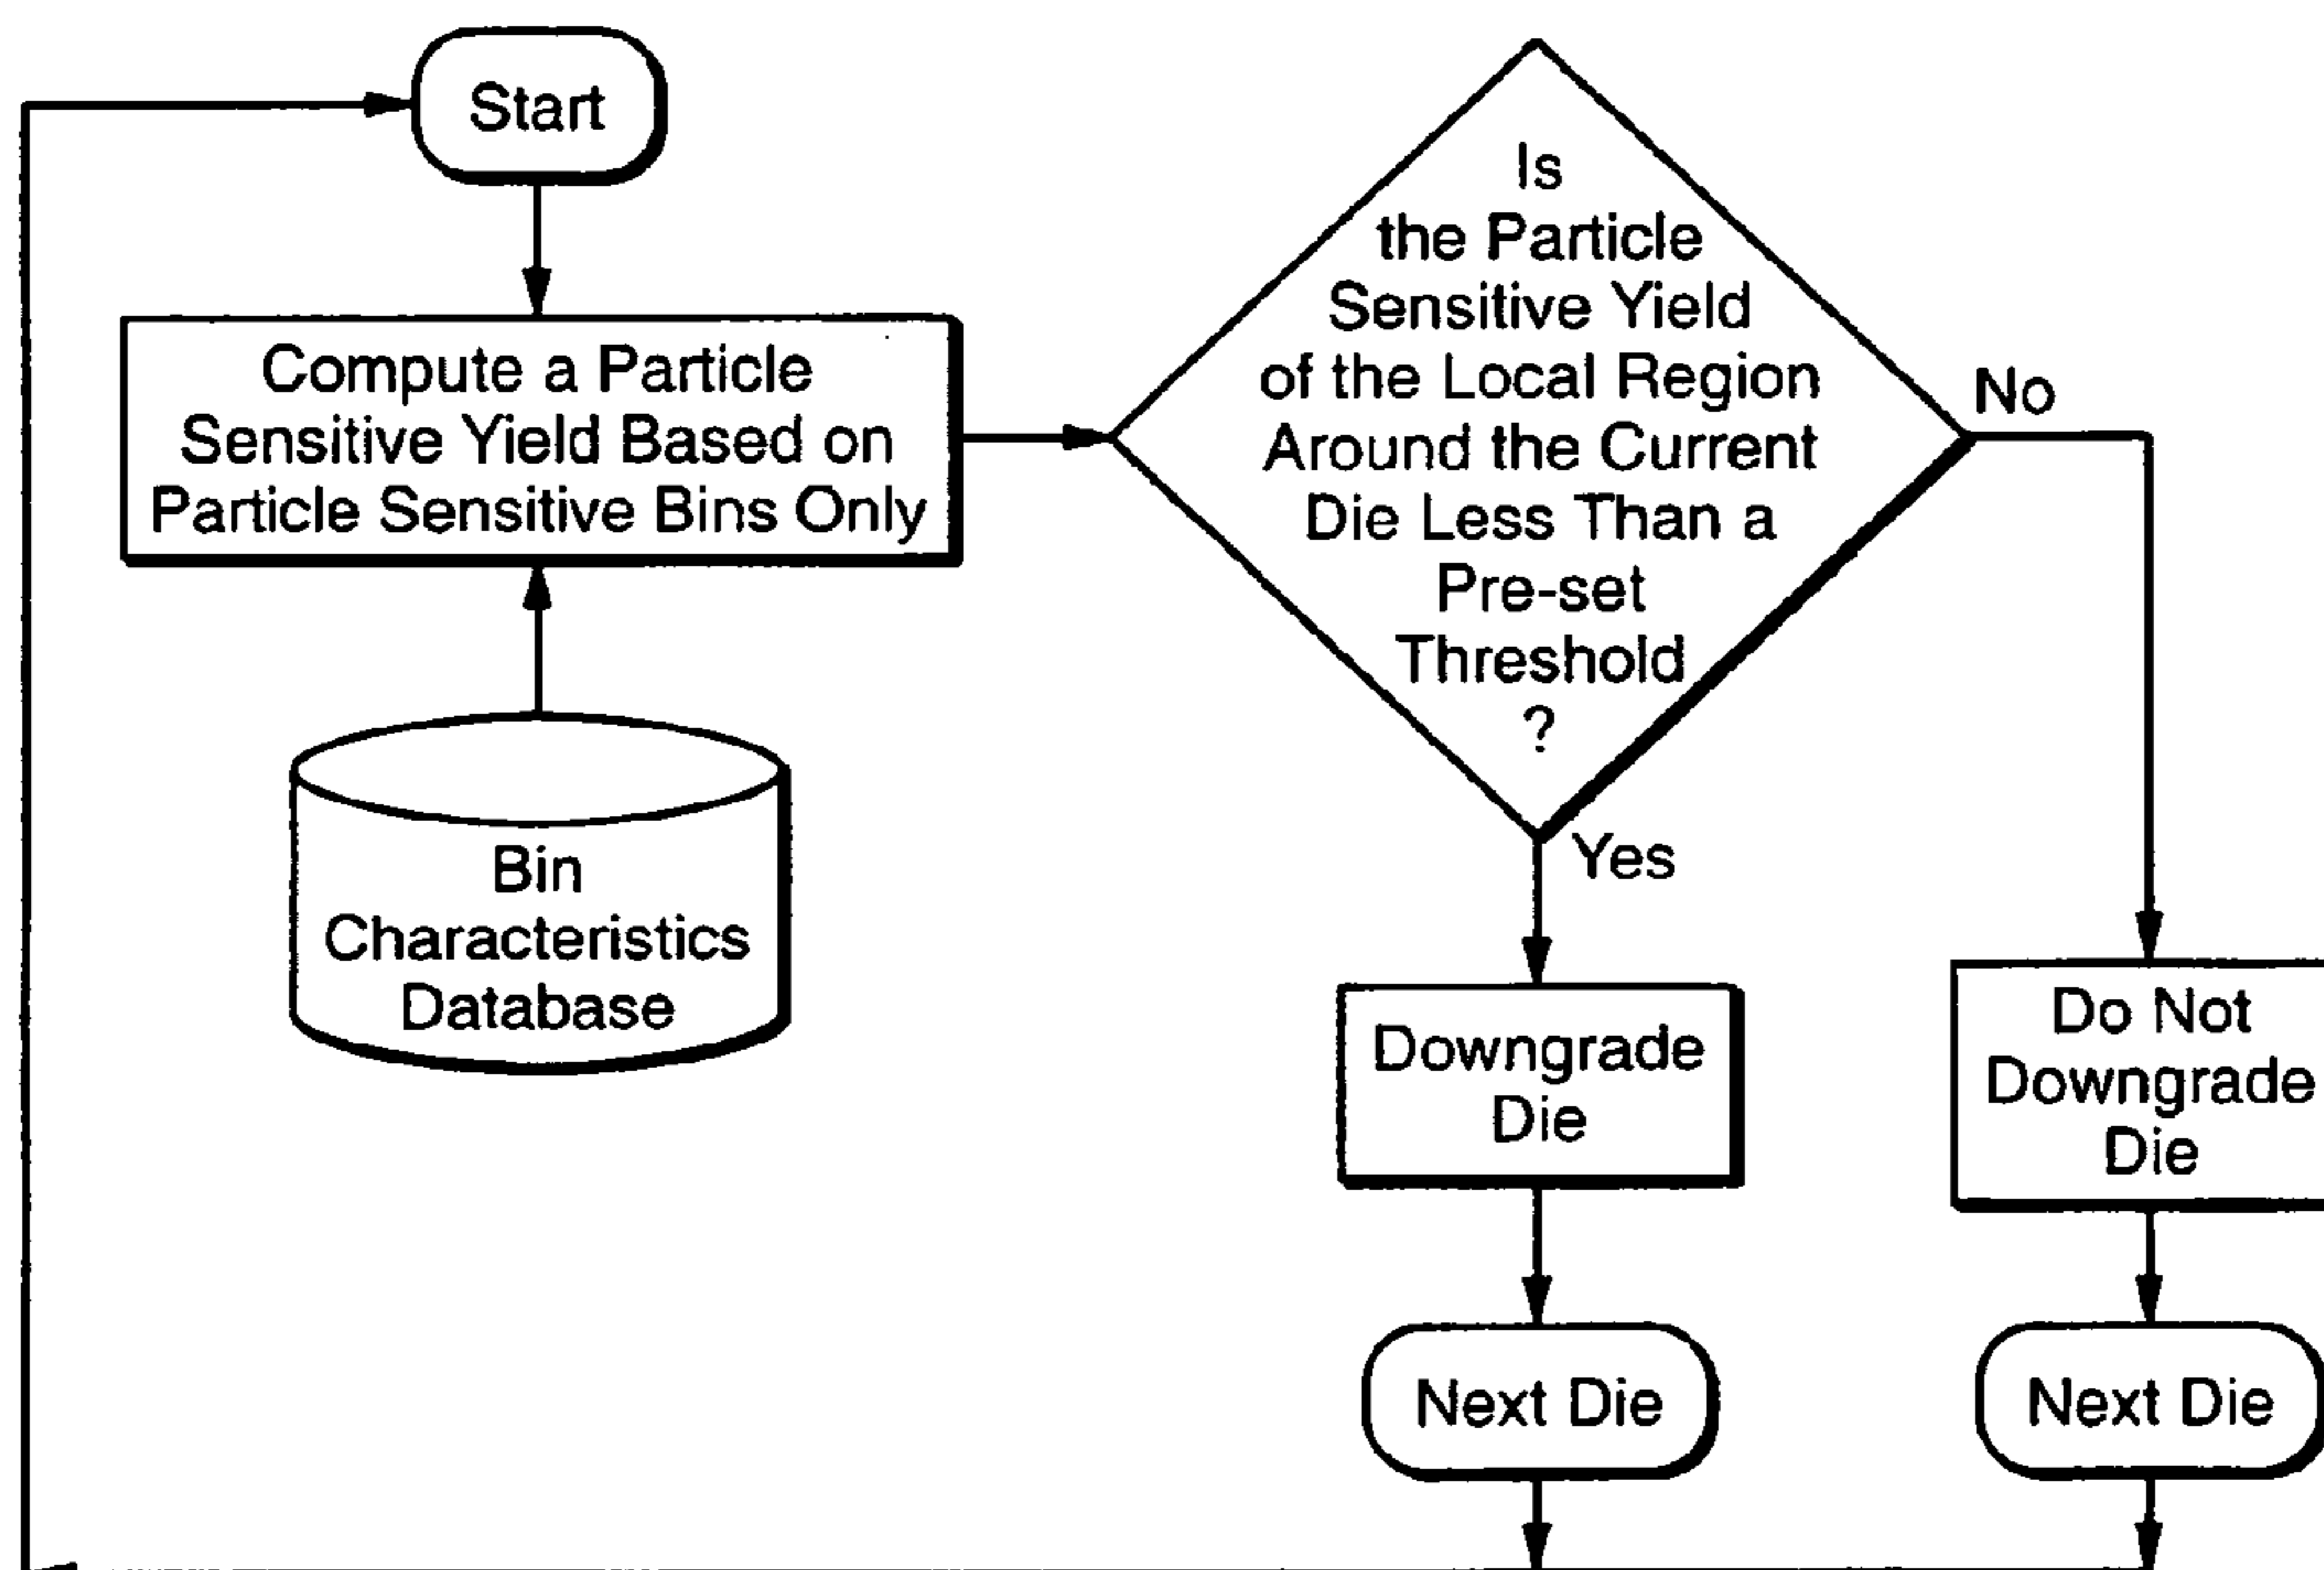 Start
Compute a Particle
Sensitive Yield Based on
Particle Sensitive Bins Only
Bin
Characteristics
Database
Is
the Particle
Sensitive Yield
of the Local Region
Around the Current
Die Less Than a
Pre-set
Threshold
?
No
Yes
Downgrade
Die
Do Not
Downgrade
Die
Next Die
Next Die